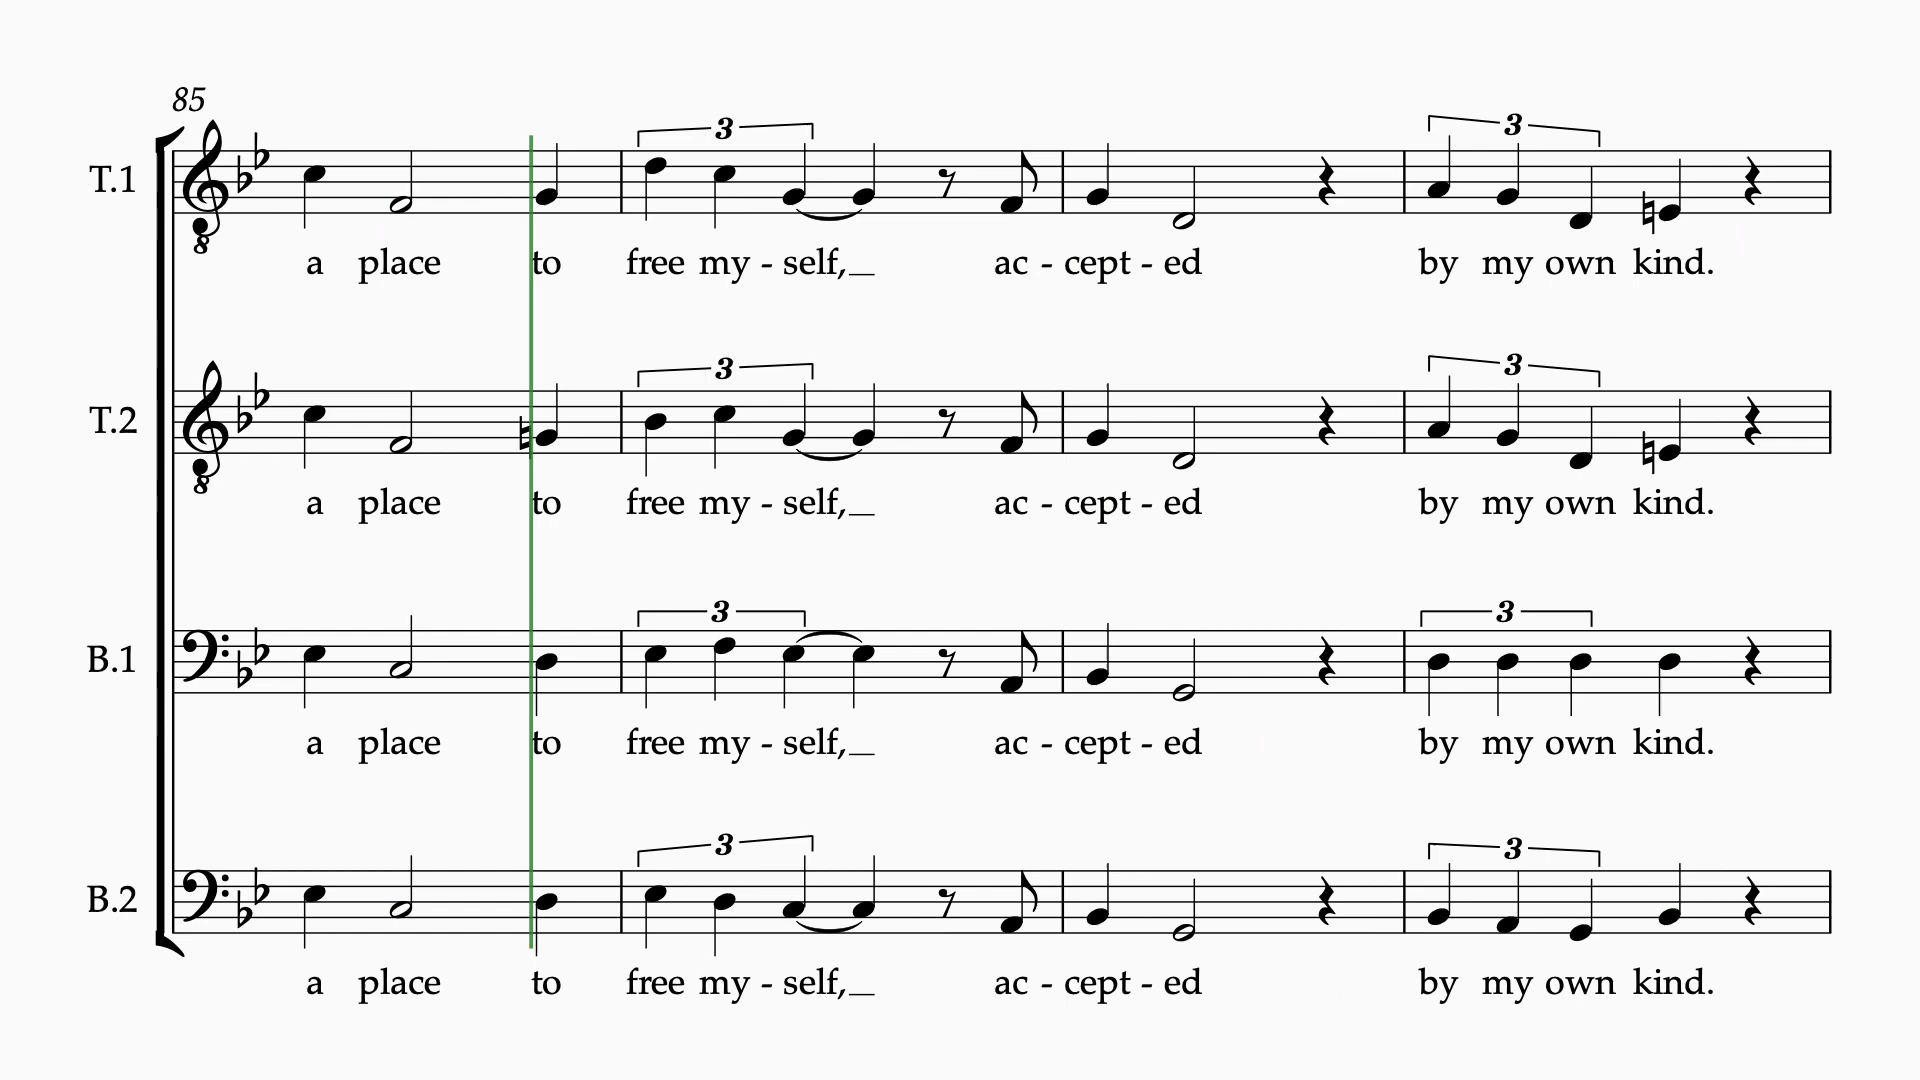 85
3 3
T.1
8
a place to free my - self,_ ac - cept - ed by my own kind.
3 3
T.2
8
a place to free my - self,_ ac - cept - ed by my own kind.
3 3
B.1
a place to free my - self,_ ac - cept - ed by my own kind.
3 3
B.2
a place to free my - self,_ ac - cept - ed by my own kind.